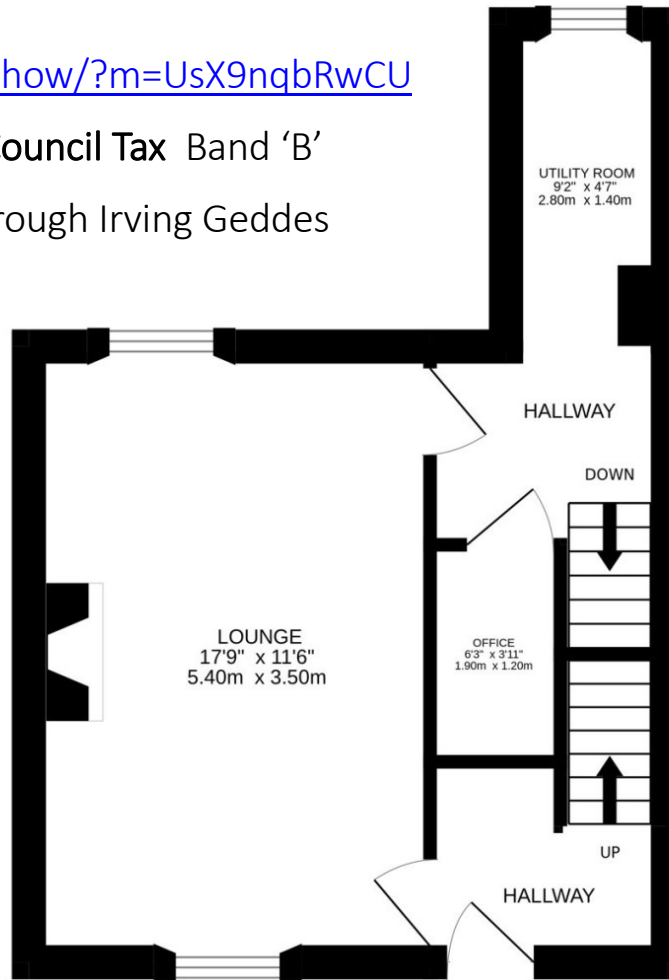 how/?m=UsX9nqbRwCU
Council Tax Band ‘B’
rough Irving Geddes
UTILITY ROOM
9'2" x 4'7"
2.80m x 1.40m
HALLWAY
DOWN
LOUNGE
17'9" x 11'6"
5.40m x 3.50m
OFFICE
6'3" x 3'11"
1.90m x 1.20m
UP
HALLWAY